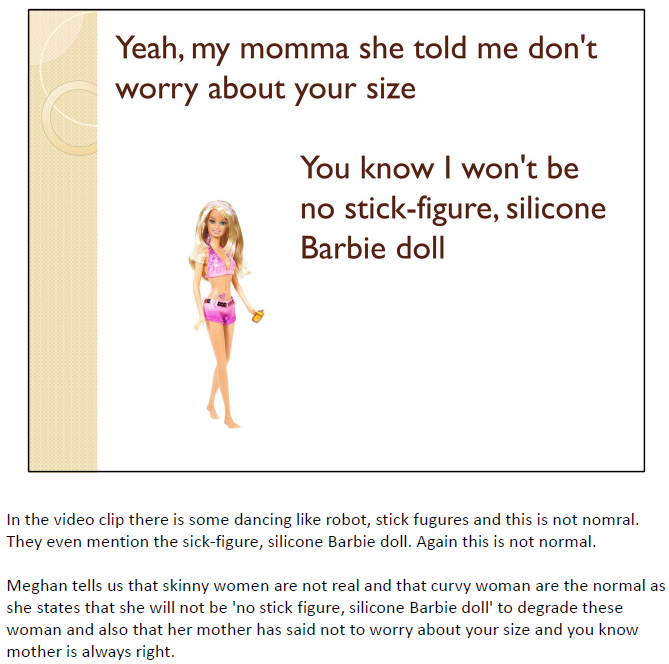 Yeah, my momma she told me don't
worry about your size
You know I won't be
no stick-figure, silicone
Barbie doll
In the video clip there is some dancing like robot, stick fugures and this is not nomral.
They even mention the sick-figure, silicone Barbie doll. Again this is not normal.
Meghan tells us that skinny women are not real and that curvy woman are the normal as
she states that she will not be 'no stick figure, silicone Barbie doll' to degrade these
woman and also that her mother has said not to worry about your size and you know
mother is always right.